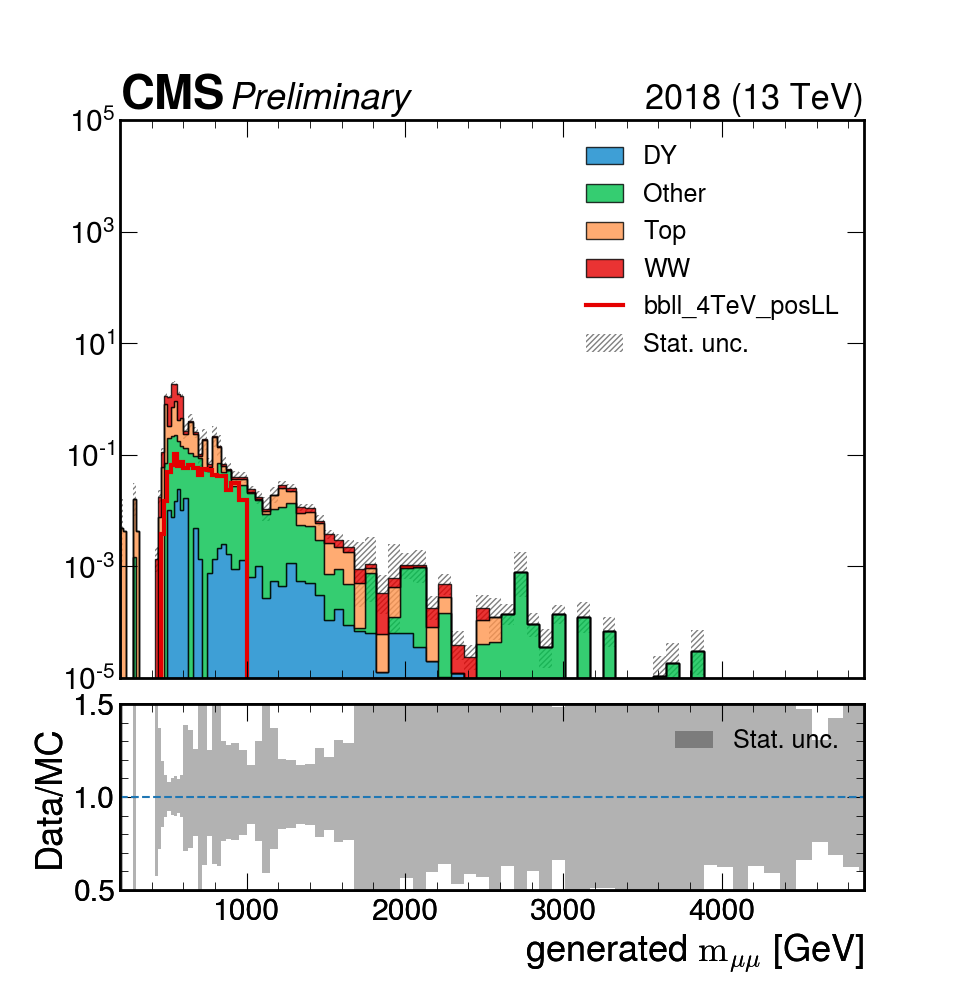 CMS Preliminary 2018 (13 TeV)
10^5
10^3
10^1
10^-1
10^-3
10^-5
DY
Other
Top
WW
bbll_4TeV_posLL
Stat. unc.
1.5
1.0
0.5
Data/MC
Stat. unc.
1000 2000 3000 4000
generated m_μμ [GeV]